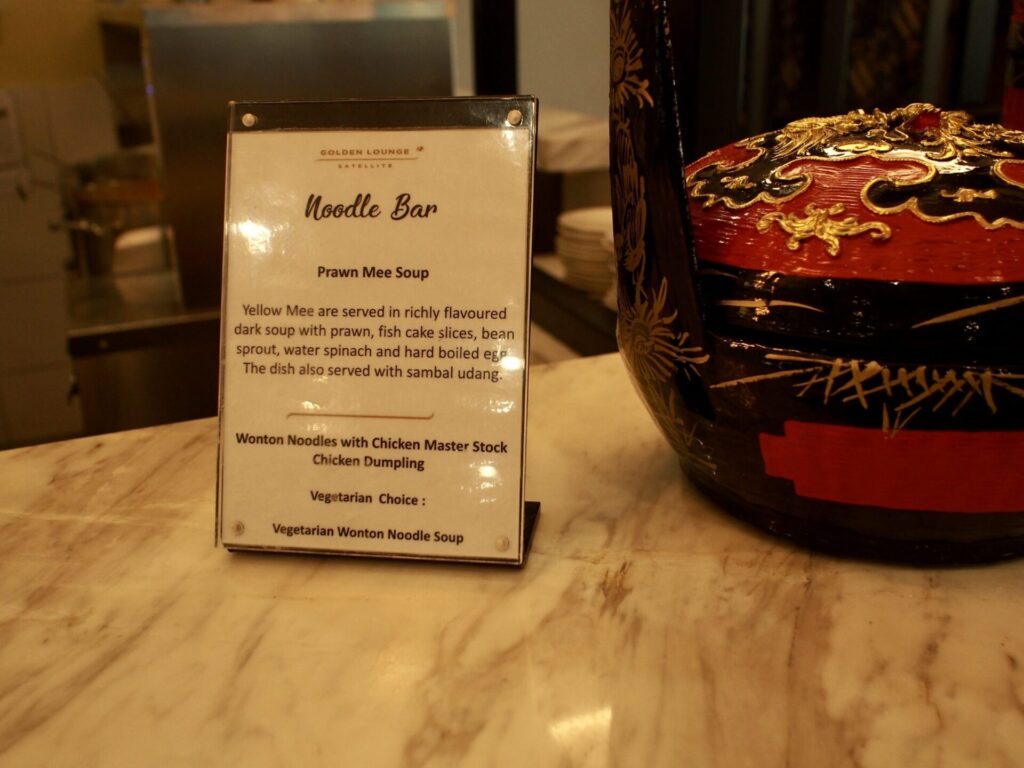 GOLDEN LOUNGE
SATELLITE
Noodle Bar
Prawn Mee Soup
Yellow Mee are served in richly flavoured
dark soup with prawn, fish cake slices, bean
sprout, water spinach and hard boiled egg.
The dish also served with sambal udang.
Wonton Noodles with Chicken Master Stock
Chicken Dumpling
Vegetarian Choice :
Vegetarian Wonton Noodle Soup